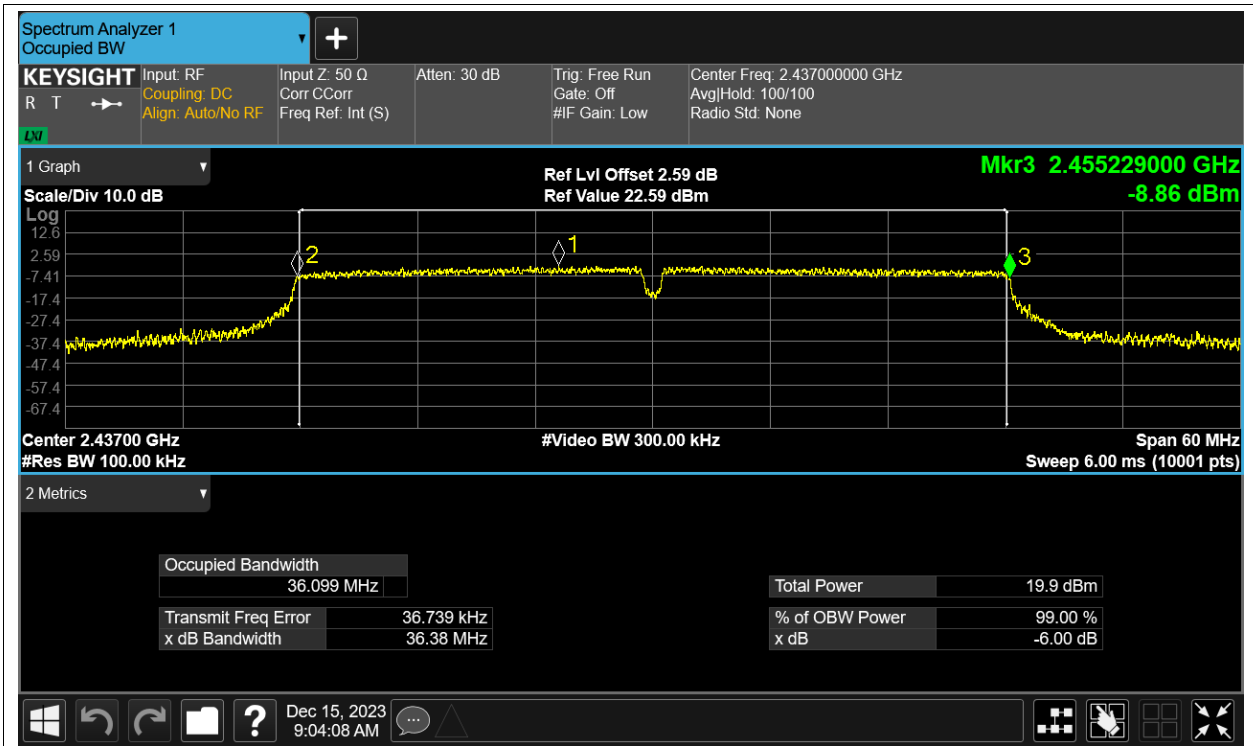 Spectrum Analyzer 1
Occupied BW
KEYSIGHT
R T
LXI
Input: RF
Coupling: DC
Align: Auto/No RF
Input Z: 50 Ω
Corr CCorr
Freq Ref: Int (S)
Atten: 30 dB
Trig: Free Run
Gate: Off
#IF Gain: Low
Center Freq: 2.437000000 GHz
Avg|Hold: 100/100
Radio Std: None
1 Graph
Scale/Div 10.0 dB
Ref Lvl Offset 2.59 dB
Ref Value 22.59 dBm
Mkr3 2.455229000 GHz
-8.86 dBm
Log
12.6
2.59
-7.41
-17.4
-27.4
-37.4
-47.4
-57.4
-67.4
2
1
3
Center 2.43700 GHz
#Video BW 300.00 kHz
Span 60 MHz
#Res BW 100.00 kHz
Sweep 6.00 ms (10001 pts)
2 Metrics
Occupied Bandwidth
36.099 MHz
Transmit Freq Error 36.739 kHz
x dB Bandwidth 36.38 MHz
Total Power 19.9 dBm
% of OBW Power 99.00 %
x dB -6.00 dB
?
Dec 15, 2023
9:04:08 AM